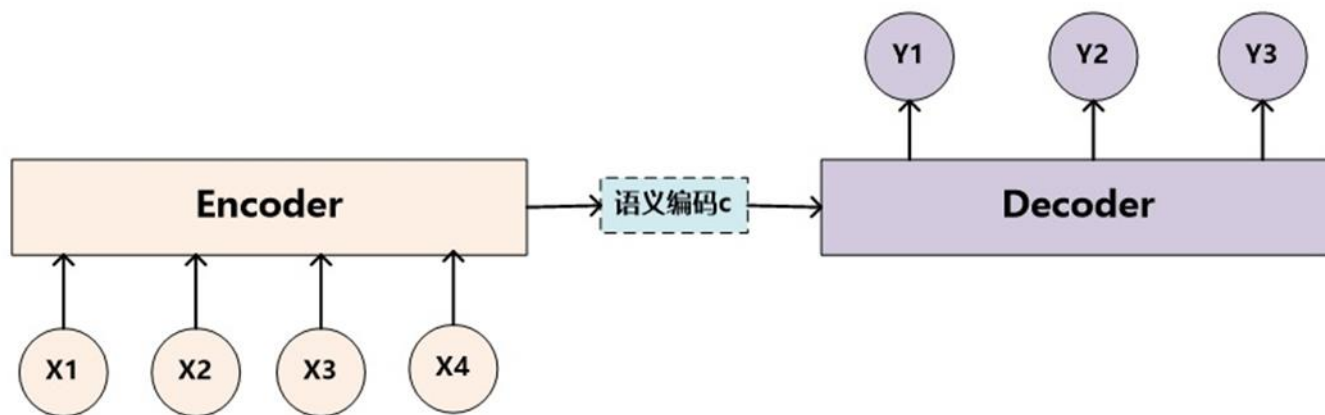 Y1 Y2 Y3
Encoder 语义编码c Decoder
X1 X2 X3 X4